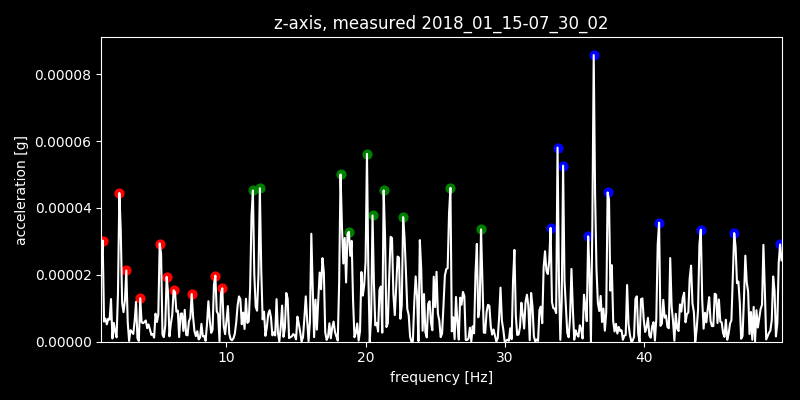 z-axis, measured 2018_01_15-07_30_02
0.00008
0.00006
0.00004
0.00002
0.00000
acceleration [g]
10 20 30 40
frequency [Hz]